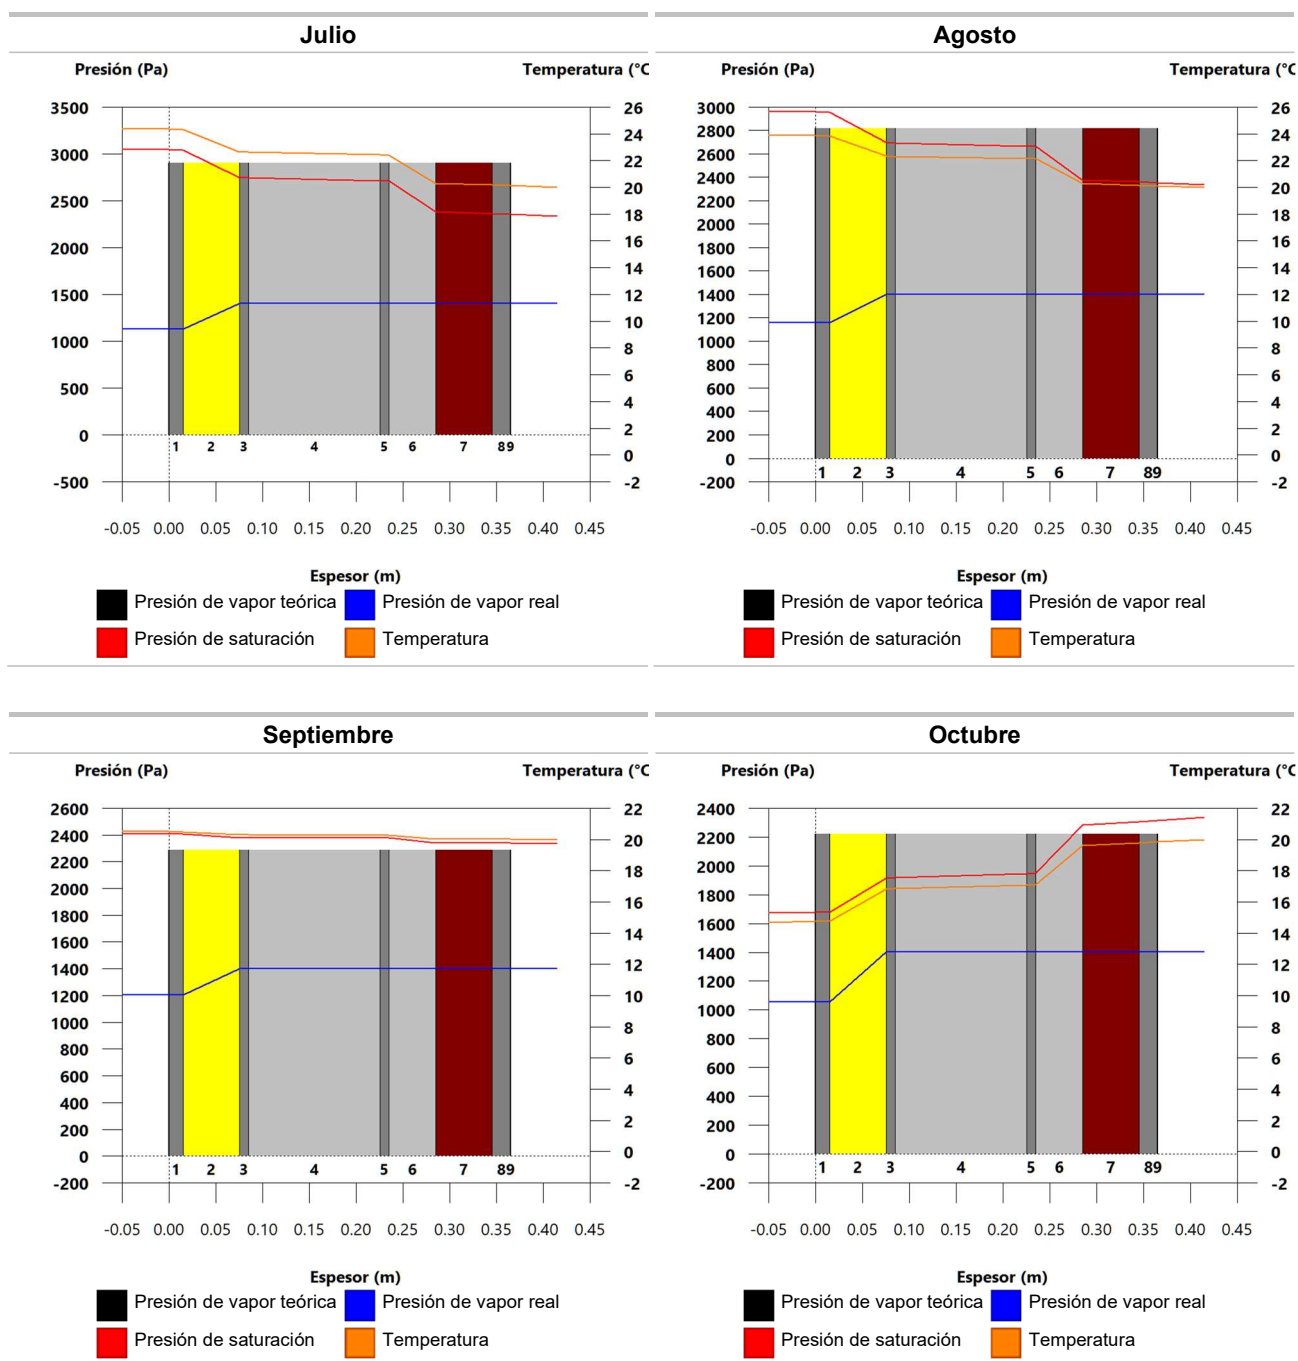 Julio
Presión (Pa) Temperatura (°C
3500 26
3000 24
2500 22
2000 20
1500 18
1000 16
500 14
0 12
-500 10
8
6
4
2
0
-2
1 2 3 4 5 6 7 8 9
-0.05 0.00 0.05 0.10 0.15 0.20 0.25 0.30 0.35 0.40 0.45
Espesor (m)
Presión de vapor teórica Presión de vapor real
Presión de saturación Temperatura
Agosto
Presión (Pa) Temperatura (°C
3000 26
2800 24
2600 22
2400 20
2200 18
2000 16
1800 14
1600 12
1400 10
1200 8
1000 6
800 4
600 2
400 0
200 -2
0
-200
1 2 3 4 5 6 7 8 9
-0.05 0.00 0.05 0.10 0.15 0.20 0.25 0.30 0.35 0.40 0.45
Espesor (m)
Presión de vapor teórica Presión de vapor real
Presión de saturación Temperatura
Septiembre
Presión (Pa) Temperatura (°C
2600 22
2400 20
2200 18
2000 16
1800 14
1600 12
1400 10
1200 8
1000 6
800 4
600 2
400 0
200 -2
0
-200
1 2 3 4 5 6 7 8 9
-0.05 0.00 0.05 0.10 0.15 0.20 0.25 0.30 0.35 0.40 0.45
Espesor (m)
Presión de vapor teórica Presión de vapor real
Presión de saturación Temperatura
Octubre
Presión (Pa) Temperatura (°C
2400 22
2200 20
2000 18
1800 16
1600 14
1400 12
1200 10
1000 8
800 6
600 4
400 2
200 0
0 -2
-200
1 2 3 4 5 6 7 8 9
-0.05 0.00 0.05 0.10 0.15 0.20 0.25 0.30 0.35 0.40 0.45
Espesor (m)
Presión de vapor teórica Presión de vapor real
Presión de saturación Temperatura